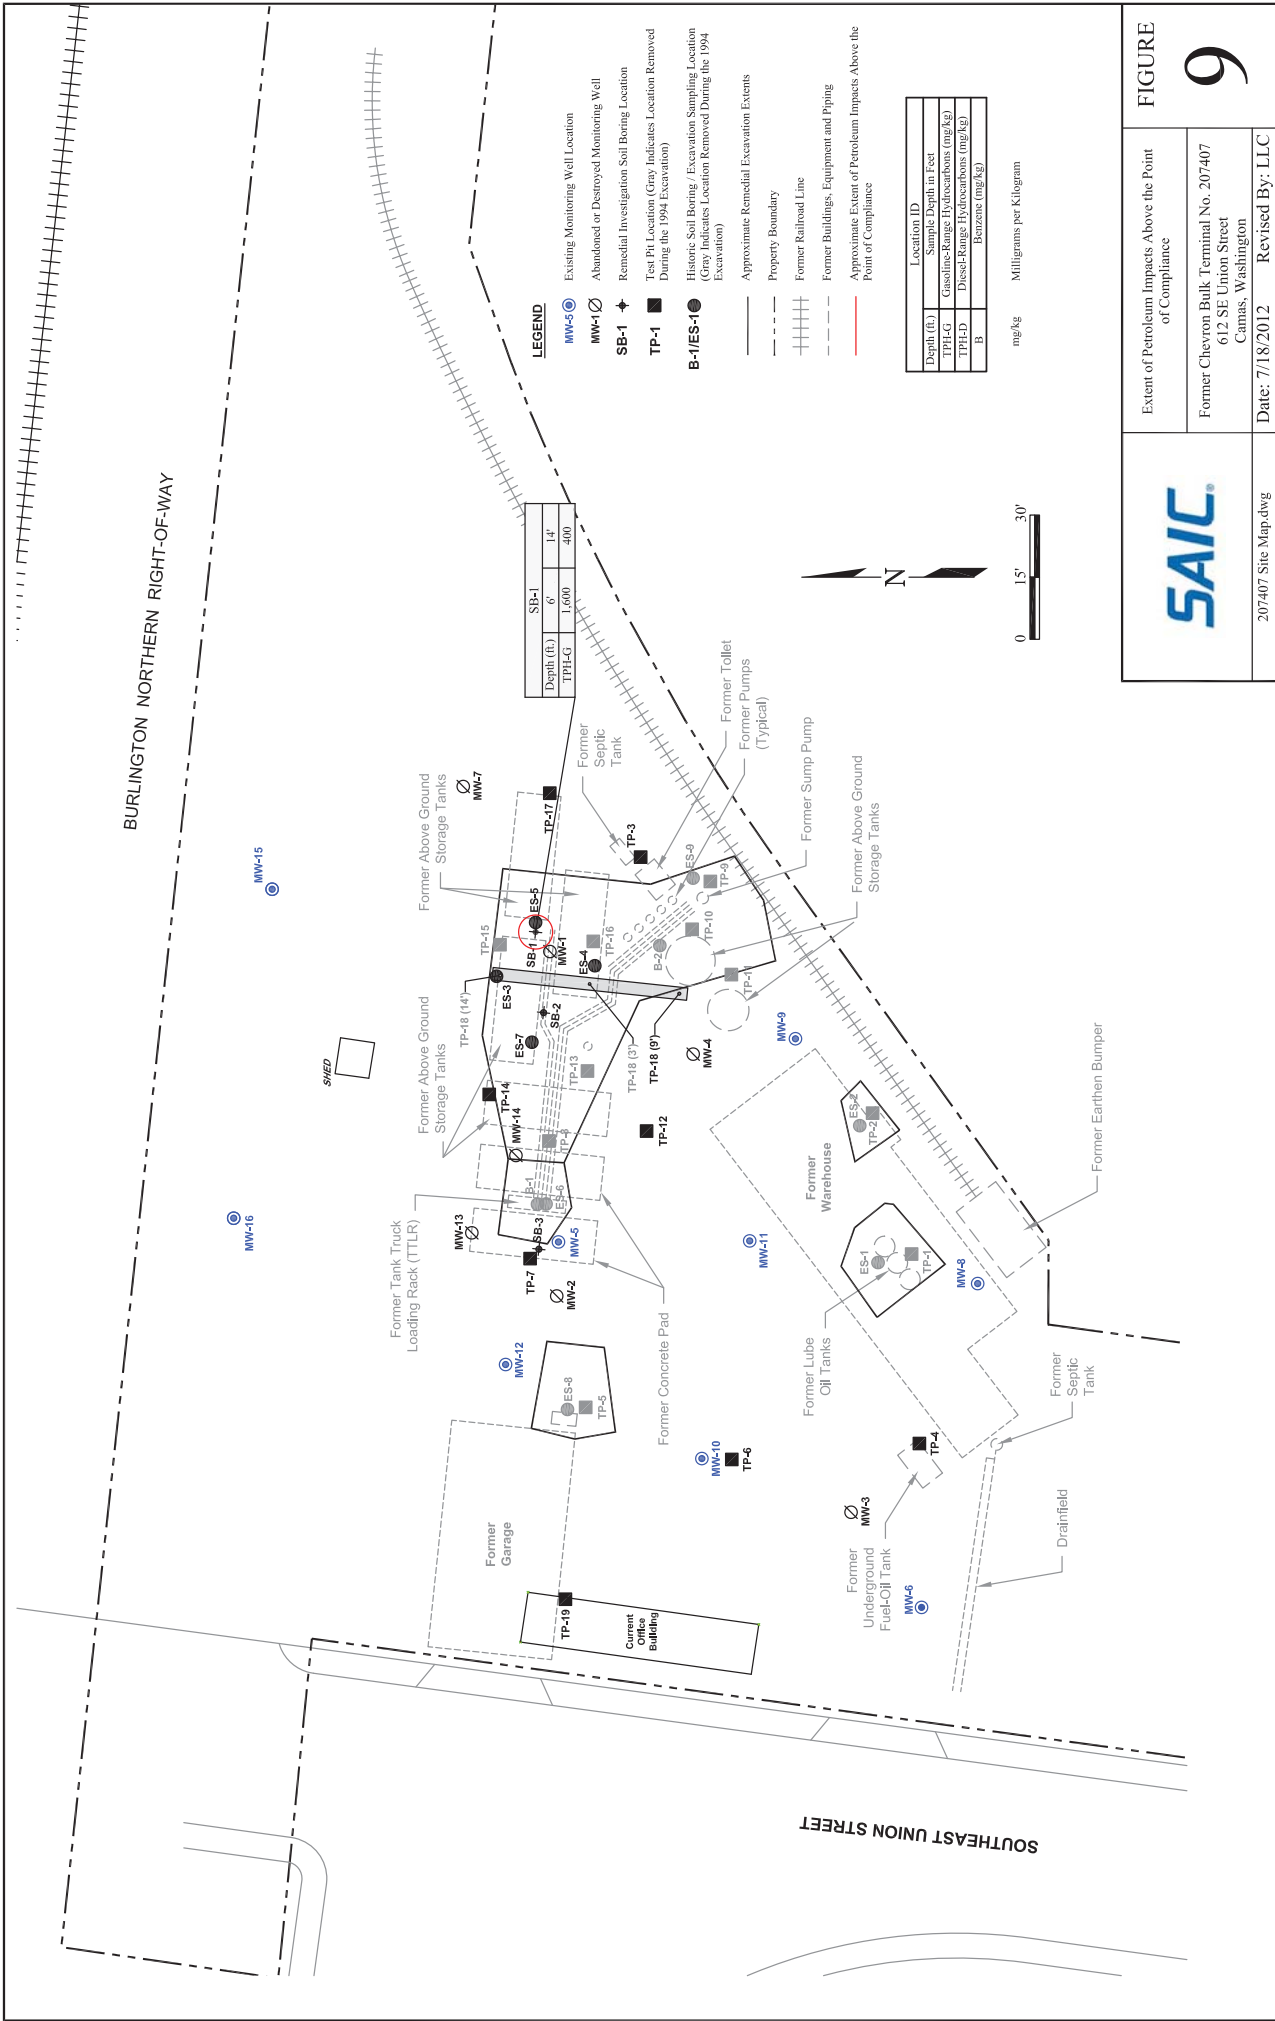 BURLINGTON NORTHERN RIGHT-OF-WAY
SHED
MW-16
MW-15
Former Above Ground
Storage Tanks
Former Above Ground
Storage Tanks
MW-7
Former Tank Truck
Loading Rack (TTLR)
MW-13
MW-14
TP-14
TP-18 (14')
ES-3
TP-15
ES-7
SB-2
SB-1
MW-1
ES-5
TP-17
ES-4
TP-16
TP-13
TP-8
B-1
ES-6
SB-3
TP-7
MW-5
MW-2
MW-12
ES-8
TP-5
Former
Garage
TP-19
Current
Office
Building
SB-1
Depth (ft.)
6'
14'
TPH-G
1,600
400
Former
Septic
Tank
Former Toilet
Former Pumps
(Typical)
Former Sump Pump
Former Above Ground
Storage Tanks
TP-3
ES-9
TP-9
TP-10
B-2
TP-11
TP-18 (3')
TP-18 (9')
MW-4
MW-9
TP-12
Former Concrete Pad
MW-10
TP-6
MW-11
Former
Warehouse
ES-2
TP-2
ES-1
TP-1
MW-8
Former Lube
Oil Tanks
Former Earthen Bumper
Former
Septic
Tank
TP-4
MW-3
Former
Underground
Fuel-Oil Tank
MW-6
Drainfield
SOUTHEAST UNION STREET
N
0
15'
30'
LEGEND
MW-5
Existing Monitoring Well Location
MW-1
Abandoned or Destroyed Monitoring Well
SB-1
Remedial Investigation Soil Boring Location
TP-1
Test Pit Location (Gray Indicates Location Removed
During the 1994 Excavation)
B-1/ES-1
Historic Soil Boring / Excavation Sampling Location
(Gray Indicates Location Removed During the 1994
Excavation)
Approximate Remedial Excavation Extents
Property Boundary
Former Railroad Line
Former Buildings, Equipment and Piping
Approximate Extent of Petroleum Impacts Above the
Point of Compliance
Location ID
Depth (ft.)
Sample Depth in Feet
TPH-G
Gasoline-Range Hydrocarbons (mg/kg)
TPH-D
Diesel-Range Hydrocarbons (mg/kg)
B
Benzene (mg/kg)
mg/kg
Milligrams per Kilogram
SAIC®
207407 Site Map.dwg
Extent of Petroleum Impacts Above the Point
of Compliance
Former Chevron Bulk Terminal No. 207407
612 SE Union Street
Camas, Washington
Date: 7/18/2012
Revised By: LLC
FIGURE
9